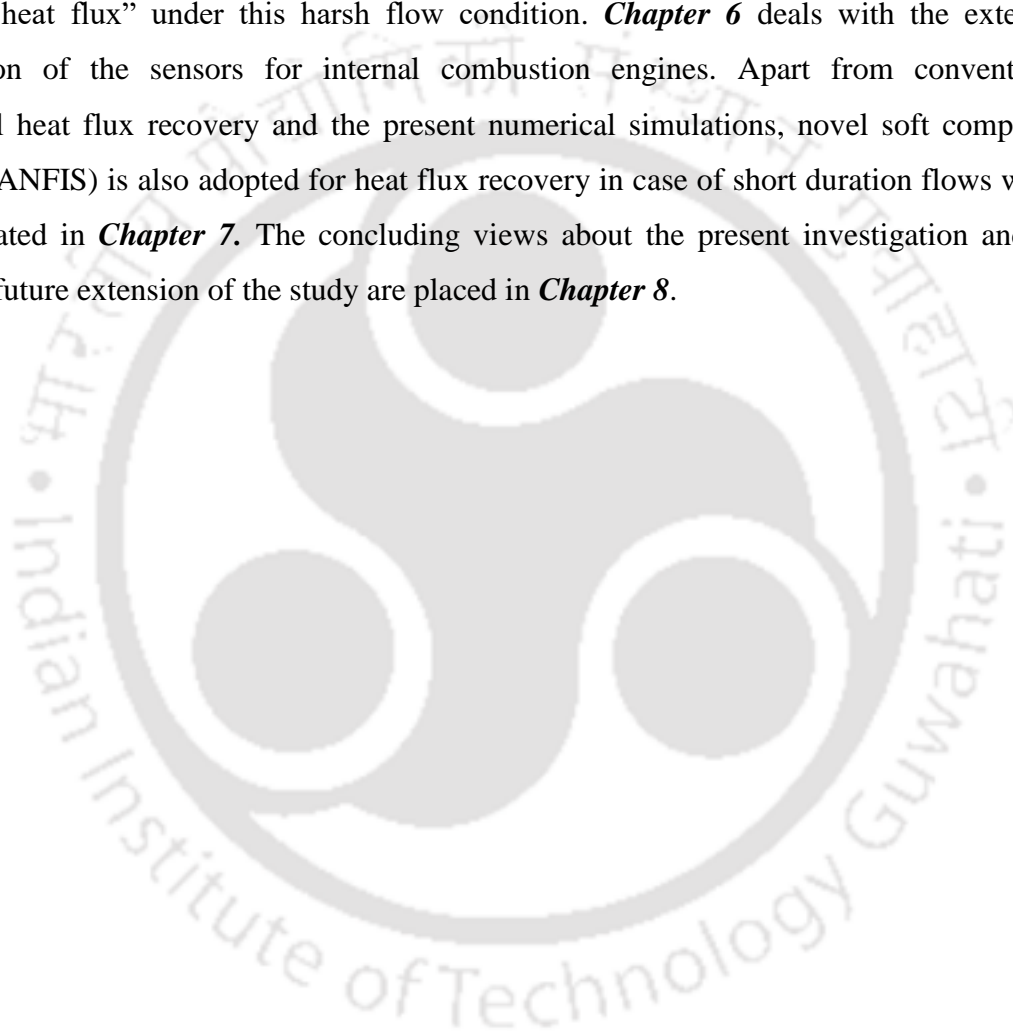 heat flux” under this harsh flow condition. Chapter 6 deals with the exte
on of the sensors for internal combustion engines. Apart from convent
l heat flux recovery and the present numerical simulations, novel soft comp
ANFIS) is also adopted for heat flux recovery in case of short duration flows w
ated in Chapter 7. The concluding views about the present investigation an
future extension of the study are placed in Chapter 8.
Indian Institute of Technology Guwahati